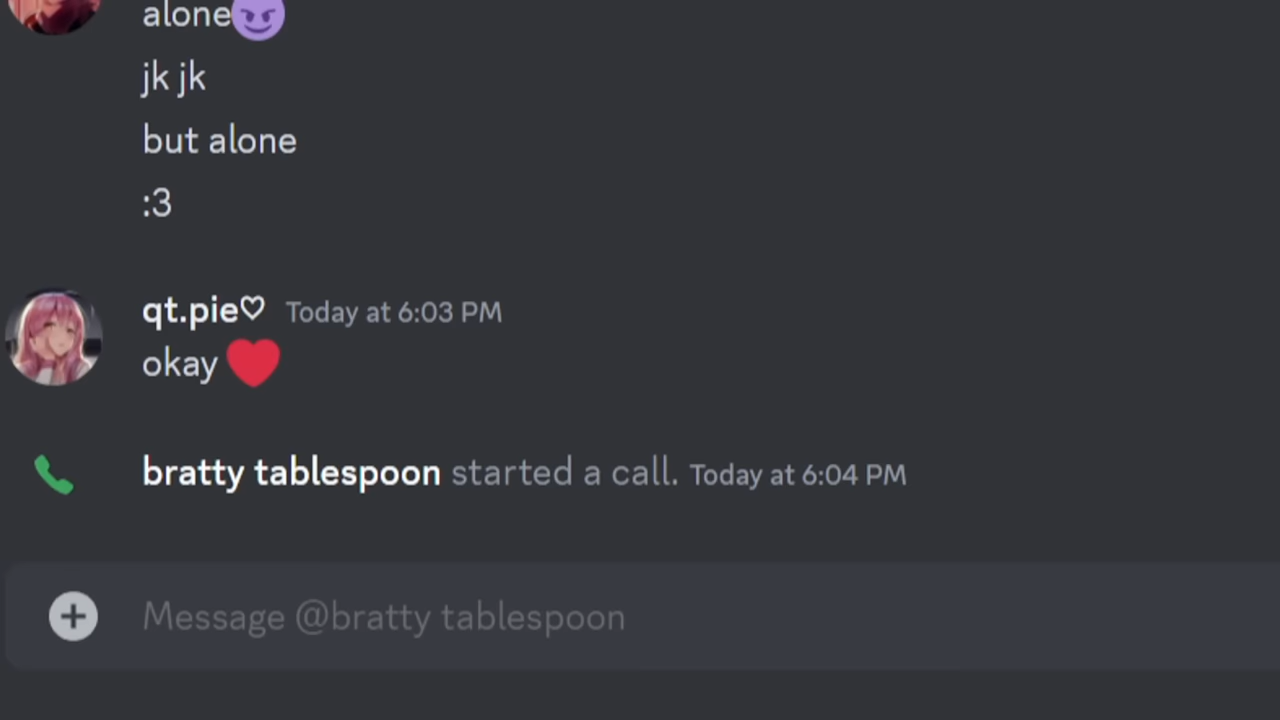 alone😈
jk jk
but alone
:3
qt.pie♡ Today at 6:03 PM
okay ❤️
bratty tablespoon started a call. Today at 6:04 PM
Message @bratty tablespoon